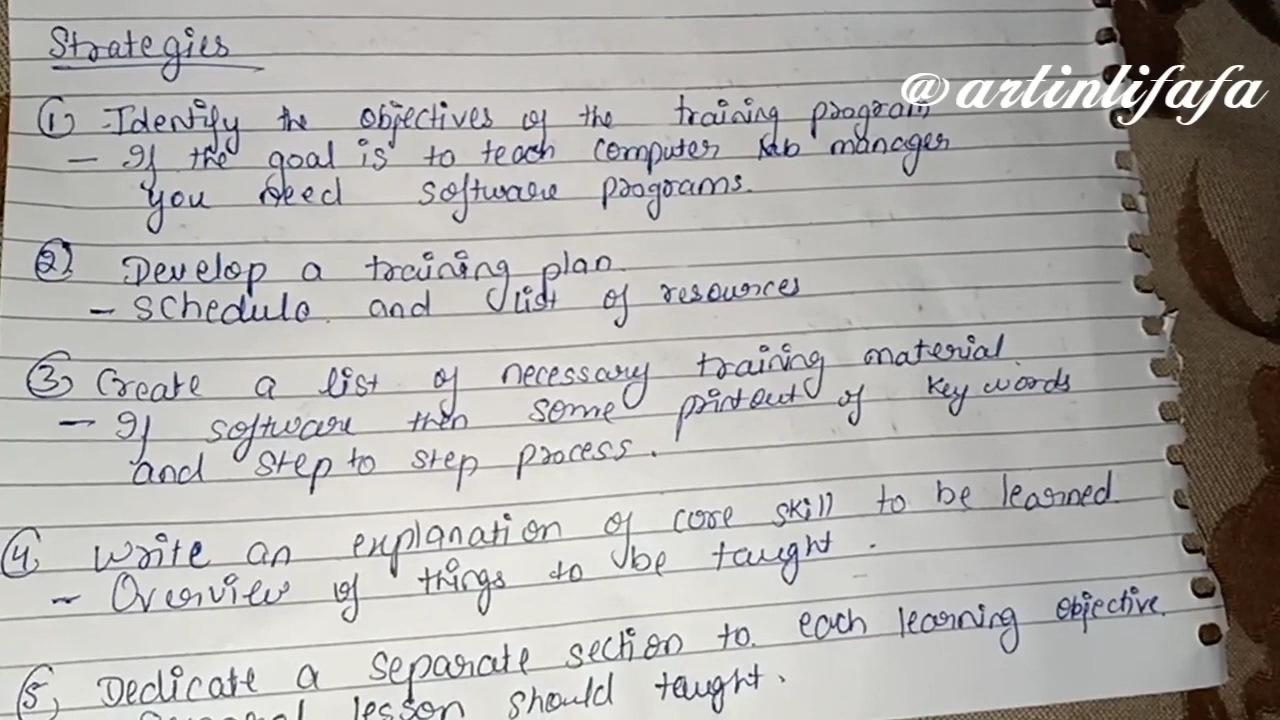 Strategies
@artinlifafa
① Identify the objectives of the training program
- If the goal is to teach computer lab manager
you need software programs.
② Develop a training plan.
- Schedule and list of resources
③ Create a list of necessary training material.
- If software then some printout of key words
and step to step process.
④ Write an explanation of core skill to be learned.
- Overview of things to be taught.
⑤ Dedicate a separate section to each learning objective.
lesson should taught.